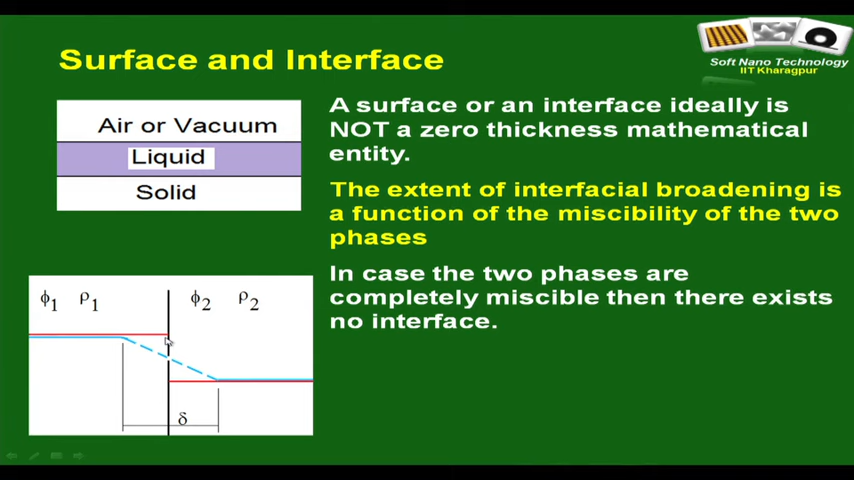 Surface and Interface
Soft Nano Technology
IIT Kharagpur
Air or Vacuum
Liquid
Solid
A surface or an interface ideally is
NOT a zero thickness mathematical
entity.
The extent of interfacial broadening is
a function of the miscibility of the two
phases
In case the two phases are
completely miscible then there exists
no interface.
ϕ1 ρ1 ϕ2 ρ2
δ